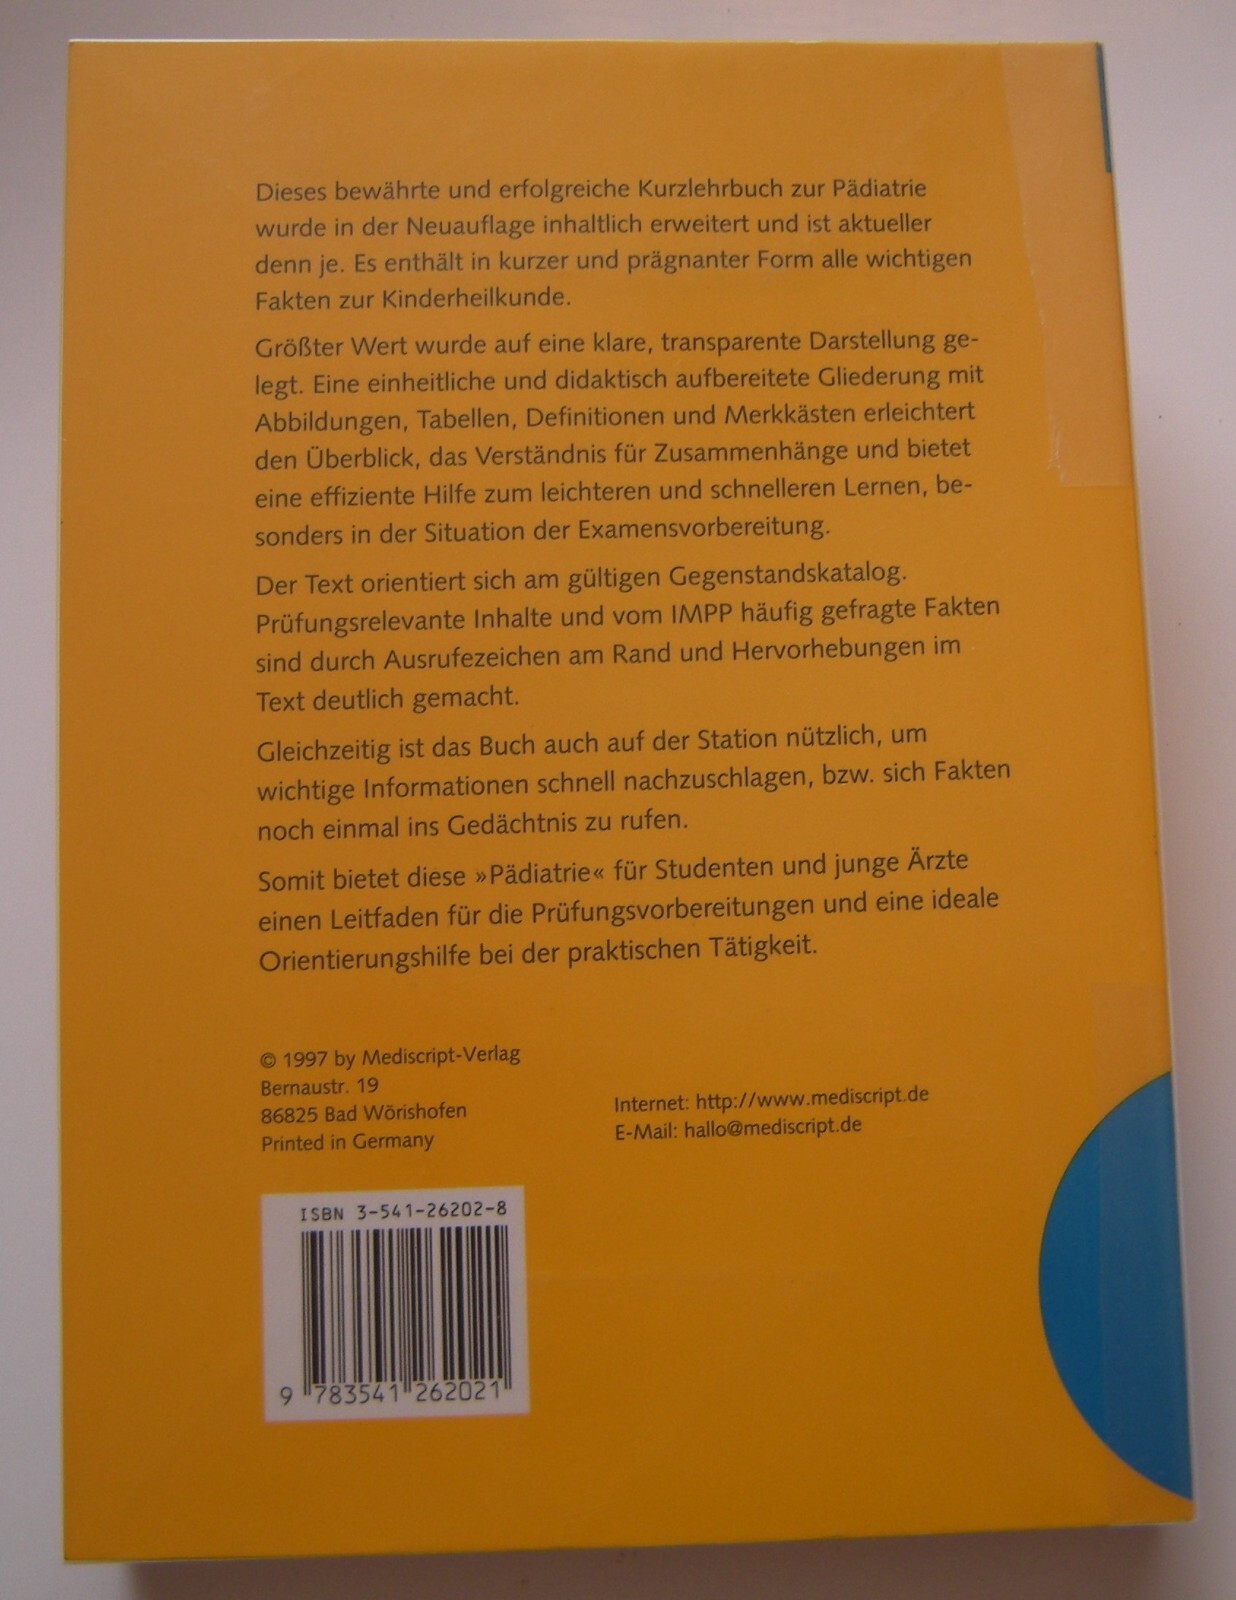 Dieses bewährte und erfolgreiche Kurzlehrbuch zur Pädiatrie
wurde in der Neuauflage inhaltlich erweitert und ist aktueller
denn je. Es enthält in kurzer und prägnanter Form alle wichtigen
Fakten zur Kinderheilkunde.
Größter Wert wurde auf eine klare, transparente Darstellung ge-
legt. Eine einheitliche und didaktisch aufbereitete Gliederung mit
Abbildungen, Tabellen, Definitionen und Merkkästen erleichtert
den Überblick, das Verständnis für Zusammenhänge und bietet
eine effiziente Hilfe zum leichteren und schnelleren Lernen, be-
sonders in der Situation der Examensvorbereitung.
Der Text orientiert sich am gültigen Gegenstandskatalog.
Prüfungsrelevante Inhalte und vom IMPP häufig gefragte Fakten
sind durch Ausrufezeichen am Rand und Hervorhebungen im
Text deutlich gemacht.
Gleichzeitig ist das Buch auch auf der Station nützlich, um
wichtige Informationen schnell nachzuschlagen, bzw. sich Fakten
noch einmal ins Gedächtnis zu rufen.
Somit bietet diese »Pädiatrie« für Studenten und junge Ärzte
einen Leitfaden für die Prüfungsvorbereitungen und eine ideale
Orientierungshilfe bei der praktischen Tätigkeit.
© 1997 by Mediscript-Verlag
Bernaustr. 19
86825 Bad Wörishofen
Printed in Germany
Internet: http://www.mediscript.de
E-Mail: hallo@mediscript.de
ISBN 3-541-26202-8
9 783541 262021